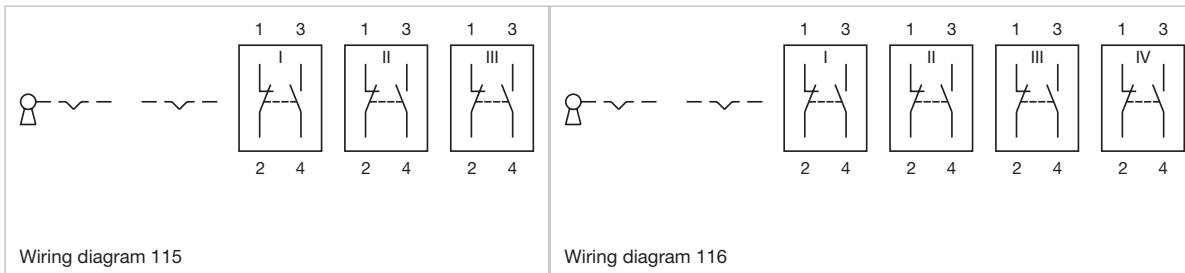 1 3 1 3 1 3
I II III
2 4 2 4 2 4
Wiring diagram 115
1 3 1 3 1 3 1 3
I II III IV
2 4 2 4 2 4 2 4
Wiring diagram 116